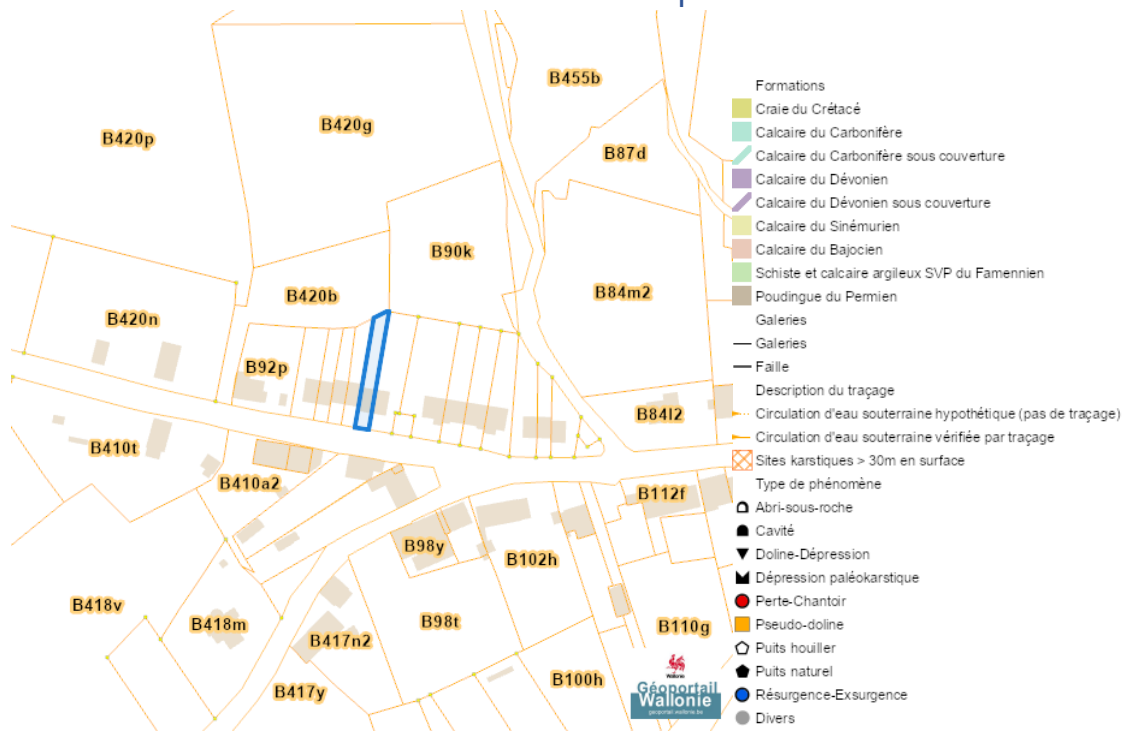 B455b
B420g
B420p
B87d
B90k
B84m2
B420b
B420n
B92p
B84l2
B410t
B410a2
B112f
B98y
B102h
B418v
B418m
B98t
B110g
B417n2
B100h
B417y
Wallonie
Géoportail
Wallonie
geoportail.wallonie.be
Formations
Craie du Crétacé
Calcaire du Carbonifère
Calcaire du Carbonifère sous couverture
Calcaire du Dévonien
Calcaire du Dévonien sous couverture
Calcaire du Sinémurien
Calcaire du Bajocien
Schiste et calcaire argileux SVP du Famennien
Poudingue du Permien
Galeries
Galeries
Faille
Description du traçage
Circulation d'eau souterraine hypothétique (pas de traçage)
Circulation d'eau souterraine vérifiée par traçage
Sites karstiques > 30m en surface
Type de phénomène
Abri-sous-roche
Cavité
Doline-Dépression
Dépression paléokarstique
Perte-Chantoir
Pseudo-doline
Puits houiller
Puits naturel
Résurgence-Exsurgence
Divers